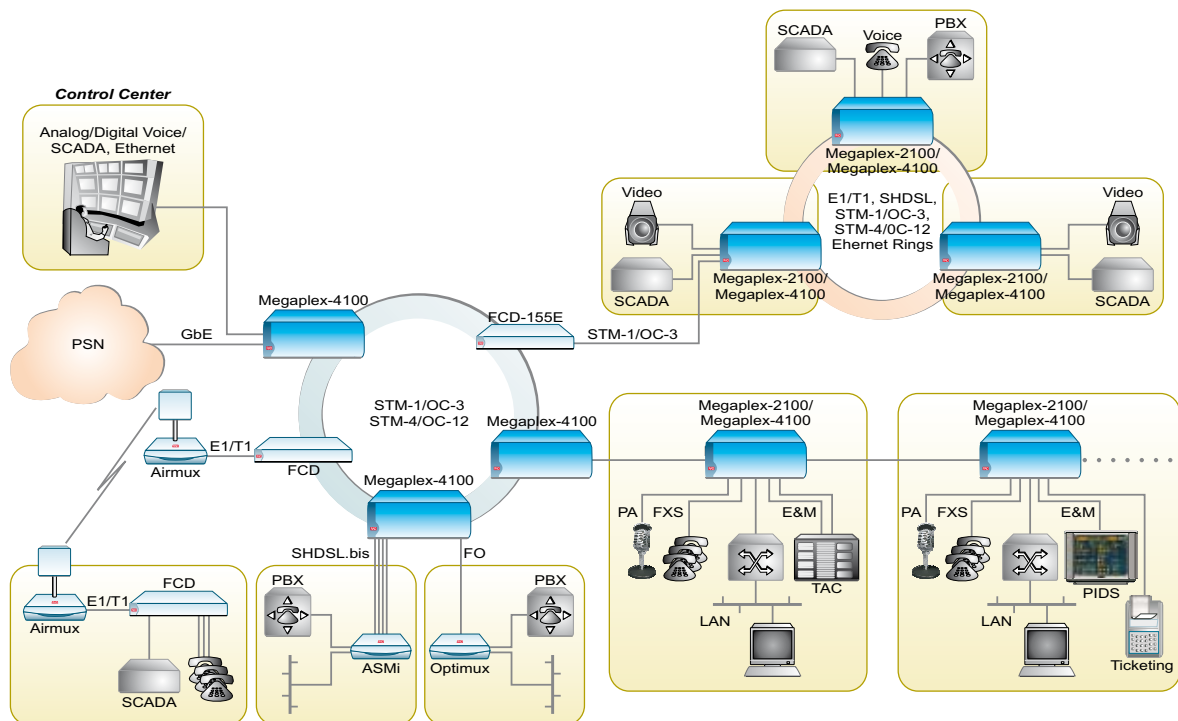 Control Center
Analog/Digital Voice/
SCADA, Ethernet
SCADA
Voice
PBX
Megaplex-2100/
Megaplex-4100
Video
SCADA
Megaplex-2100/
Megaplex-4100
E1/T1, SHDSL,
STM-1/OC-3,
STM-4/0C-12
Ehernet Rings
Video
SCADA
Megaplex-2100/
Megaplex-4100
PSN
GbE
Megaplex-4100
FCD-155E
STM-1/OC-3
STM-1/OC-3
STM-4/OC-12
Megaplex-4100
E1/T1
Airmux
FCD
Megaplex-4100
SHDSL.bis
FO
Airmux
E1/T1
FCD
SCADA
PBX
ASMi
Optimux
PBX
Megaplex-2100/
Megaplex-4100
PA
FXS
E&M
TAC
LAN
Megaplex-2100/
Megaplex-4100
PA
FXS
E&M
PIDS
LAN
Ticketing